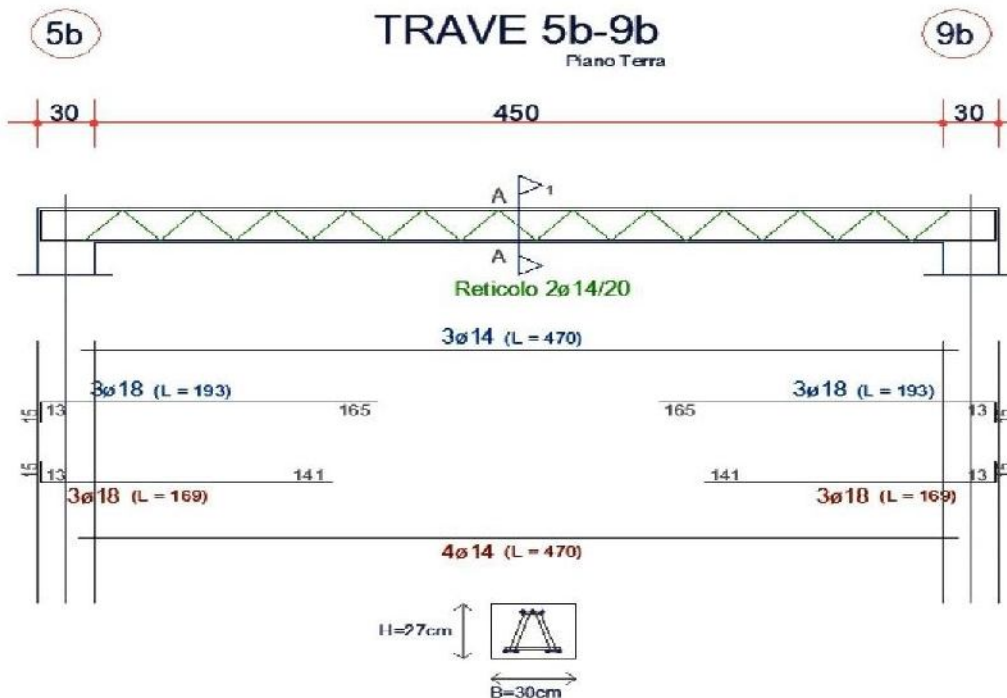 5b TRAVE 5b-9b 9b
Piano Terra
30 450 30
A 1
A
Reticolo 2ø14/20
3ø14 (L = 470)
3ø18 (L = 193) 3ø18 (L = 193)
15 13 165 165 13 15
15 13 141 141 13 15
3ø18 (L = 169) 3ø18 (L = 169)
4ø14 (L = 470)
H=27cm
B=30cm